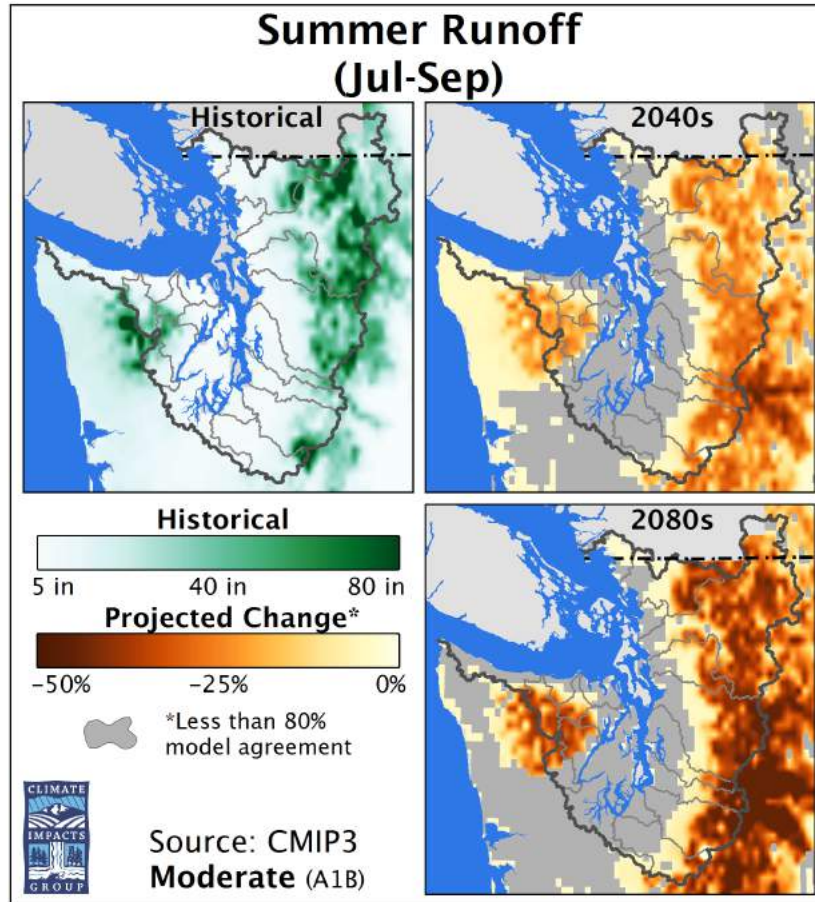 Summer Runoff
(Jul-Sep)
Historical
2040s
Historical
5 in 40 in 80 in
Projected Change*
-50% -25% 0%
*Less than 80%
model agreement
2080s
CLIMATE
IMPACTS
GROUP
Source: CMIP3
Moderate (A1B)